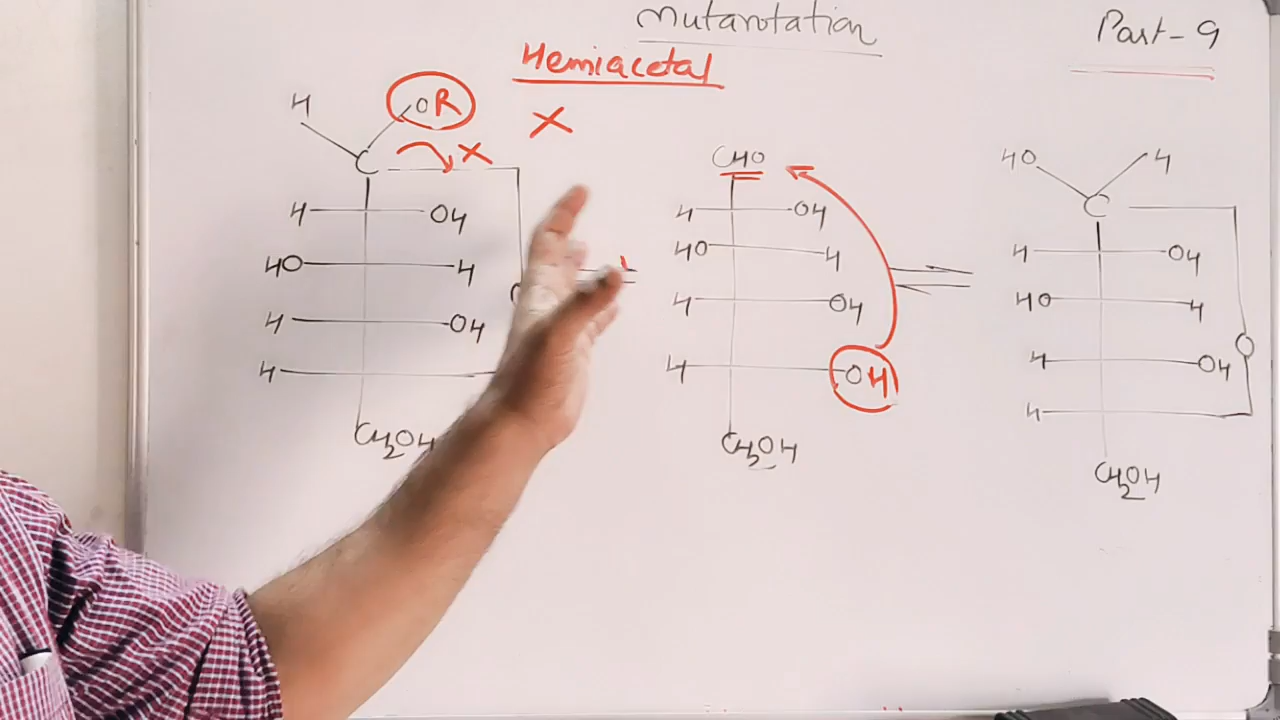 Mutarotation
Part-9
Hemiacetal
X
H OR
C X
H OH
HO H
H OH
H
CH2OH
CHO
H OH
HO H
H OH
H OH
CH2OH
HO H
C
H OH
HO H
H OH
O
H
CH2OH